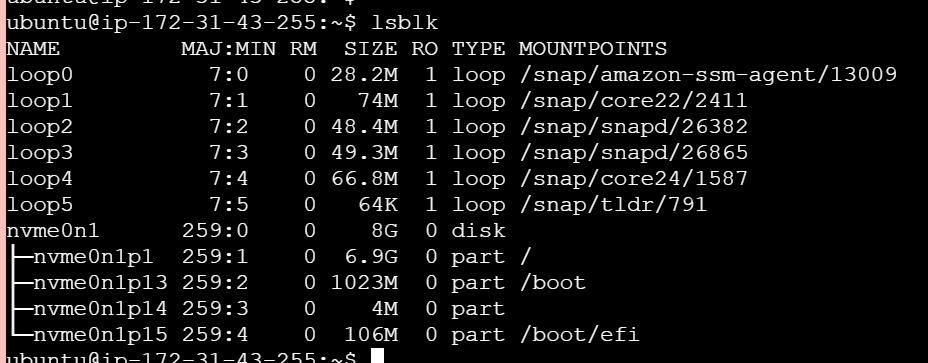 ubuntu@ip-172-31-43-255:~$ lsblk
NAME         MAJ:MIN RM  SIZE RO TYPE MOUNTPOINTS
loop0          7:0    0 28.2M  1 loop /snap/amazon-ssm-agent/13009
loop1          7:1    0   74M  1 loop /snap/core22/2411
loop2          7:2    0 48.4M  1 loop /snap/snapd/26382
loop3          7:3    0 49.3M  1 loop /snap/snapd/26865
loop4          7:4    0 66.8M  1 loop /snap/core24/1587
loop5          7:5    0   64K  1 loop /snap/tldr/791
nvme0n1      259:0    0    8G  0 disk
├─nvme0n1p1  259:1    0  6.9G  0 part /
├─nvme0n1p13 259:2    0 1023M  0 part /boot
├─nvme0n1p14 259:3    0    4M  0 part
└─nvme0n1p15 259:4    0  106M  0 part /boot/efi
ubuntu@ip-172-31-43-255:~$